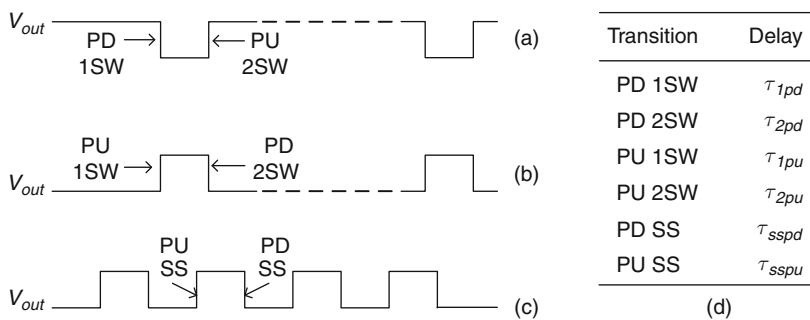 V_out
PD 1SW
PU 2SW
(a)
PU 1SW
PD 2SW
V_out
(b)
PU SS
PD SS
V_out
(c)
Transition Delay
PD 1SW τ_1pd
PD 2SW τ_2pd
PU 1SW τ_1pu
PU 2SW τ_2pu
PD SS τ_sspd
PU SS τ_sspu
(d)